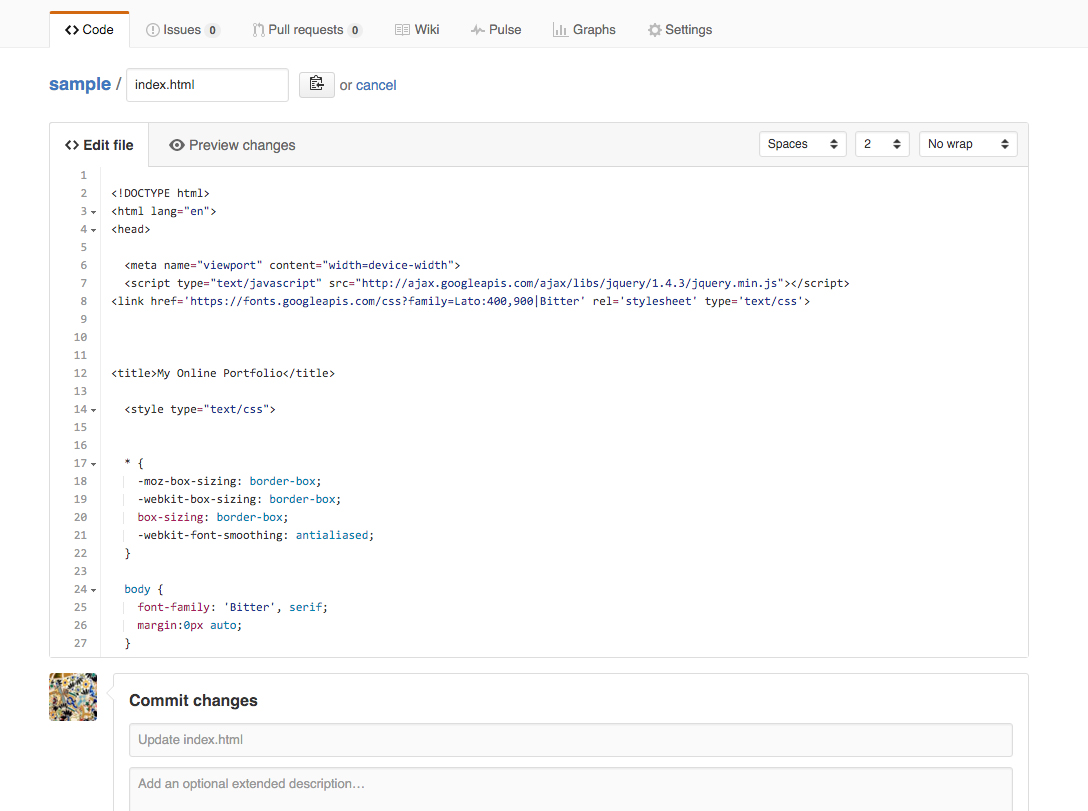 Code Issues 0 Pull requests 0 Wiki Pulse Graphs Settings
sample / index.html or cancel
Edit file Preview changes Spaces 2 No wrap
1
2 <!DOCTYPE html>
3 <html lang="en">
4 <head>
5
6 <meta name="viewport" content="width=device-width">
7 <script type="text/javascript" src="http://ajax.googleapis.com/ajax/libs/jquery/1.4.3/jquery.min.js"></script>
8 <link href='https://fonts.googleapis.com/css?family=Lato:400,900|Bitter' rel='stylesheet' type='text/css'>
9
10
11
12 <title>My Online Portfolio</title>
13
14 <style type="text/css">
15
16
17 * {
18 -moz-box-sizing: border-box;
19 -webkit-box-sizing: border-box;
20 box-sizing: border-box;
21 -webkit-font-smoothing: antialiased;
22 }
23
24 body {
25 font-family: 'Bitter', serif;
26 margin:0px auto;
27 }
Commit changes
Update index.html
Add an optional extended description…